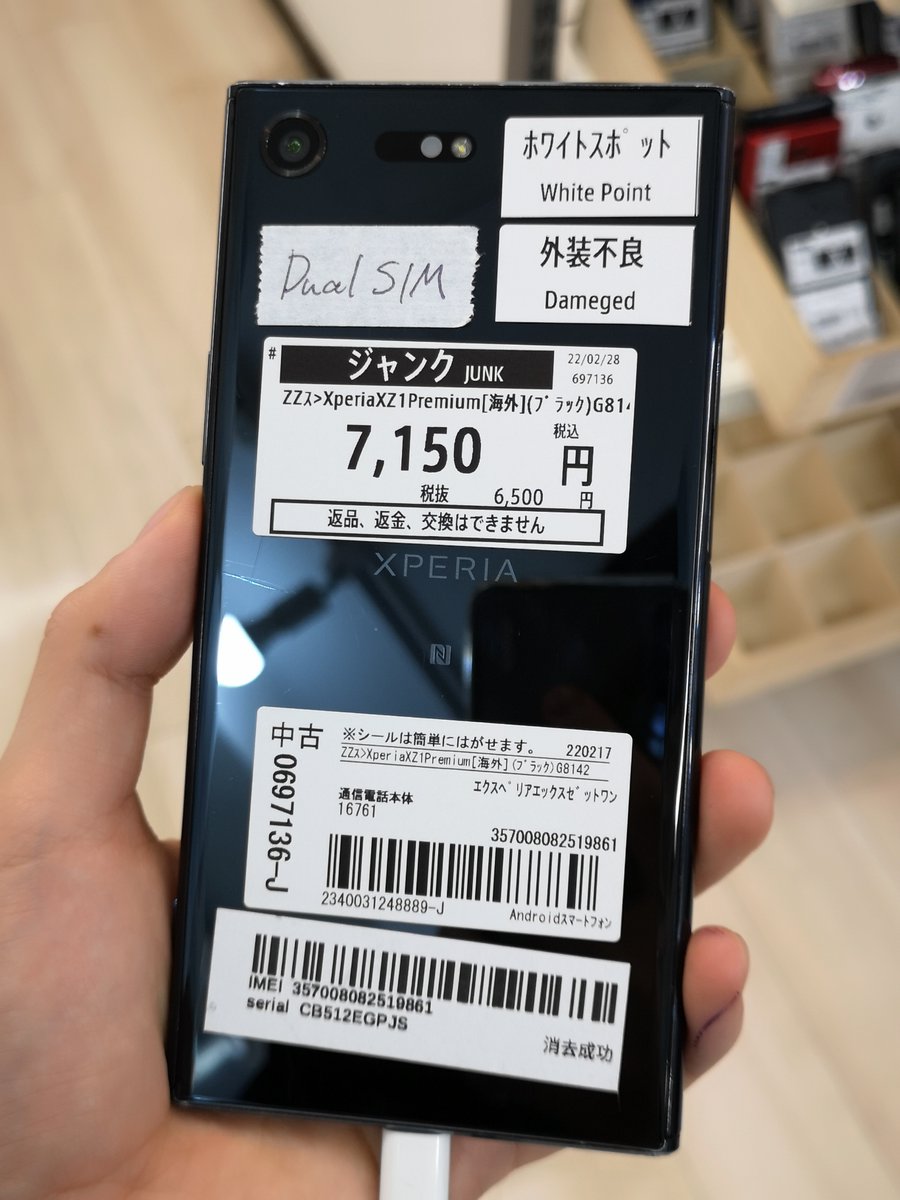 ホワイトスポット
White Point
外装不良
Dameged
Dual SIM
# ジャンク JUNK 22/02/28
697136
ZZｽ>XperiaXZ1Premium[海外](ﾌﾞﾗｯｸ)G814
7,150 税込 円
税抜 6,500 円
返品、返金、交換はできません
XPERIA
中古 ※シールは簡単にはがせます。 220217
ZZｽ>XperiaXZ1Premium[海外](ﾌﾞﾗｯｸ)G8142
ｴｸｽﾍﾟﾘｱｴｯｸｽｾﾞｯﾄﾜﾝ
通信電話本体
16761
0697136-J
357008082519861
2340031248889-J
Androidｽﾏｰﾄﾌｫﾝ
IMEI 357008082519861
serial CB512EGPJS
消去成功